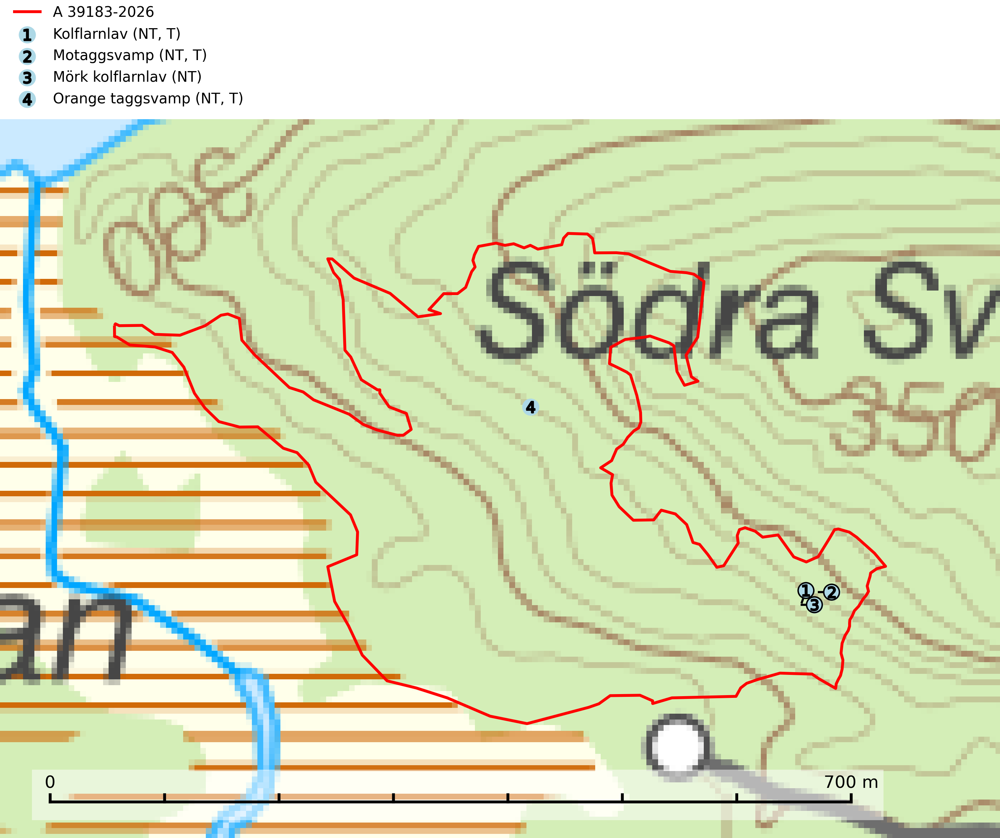 A 39183-2026
1 Kolflarnlav (NT, T)
2 Motaggsvamp (NT, T)
3 Mörk kolflarnlav (NT)
4 Orange taggsvamp (NT, T)
Södra Sv
350
4
1 2
3
an
0 700 m